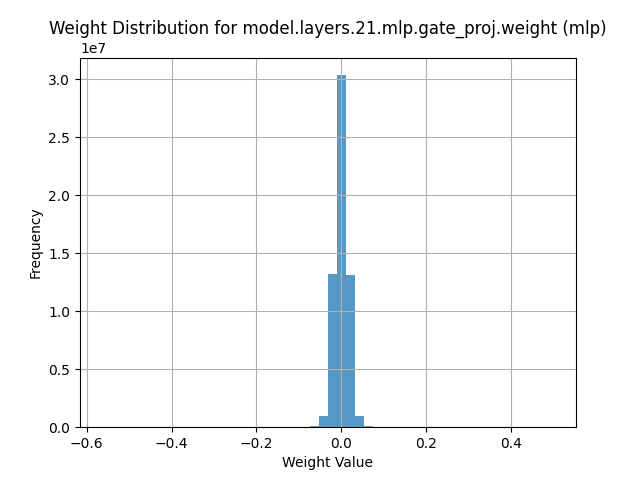 Weight Distribution for model.layers.21.mlp.gate_proj.weight (mlp)
1e7
3.0
2.5
2.0
1.5
1.0
0.5
0.0
Frequency
−0.6 −0.4 −0.2 0.0 0.2 0.4
Weight Value